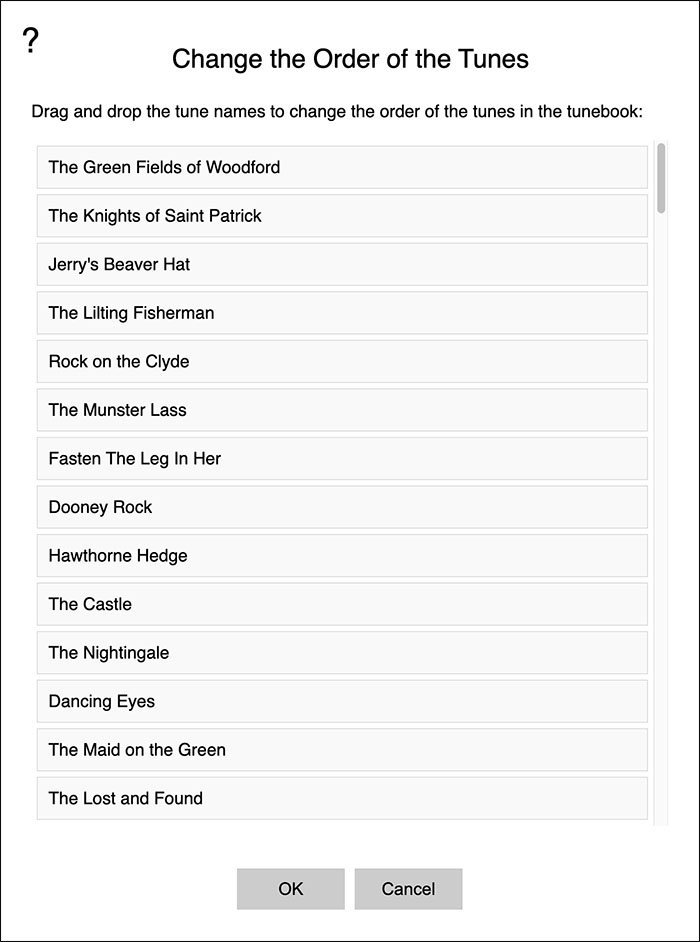 ?
Change the Order of the Tunes
Drag and drop the tune names to change the order of the tunes in the tunebook:
The Green Fields of Woodford
The Knights of Saint Patrick
Jerry's Beaver Hat
The Lilting Fisherman
Rock on the Clyde
The Munster Lass
Fasten The Leg In Her
Dooney Rock
Hawthorne Hedge
The Castle
The Nightingale
Dancing Eyes
The Maid on the Green
The Lost and Found
OK Cancel